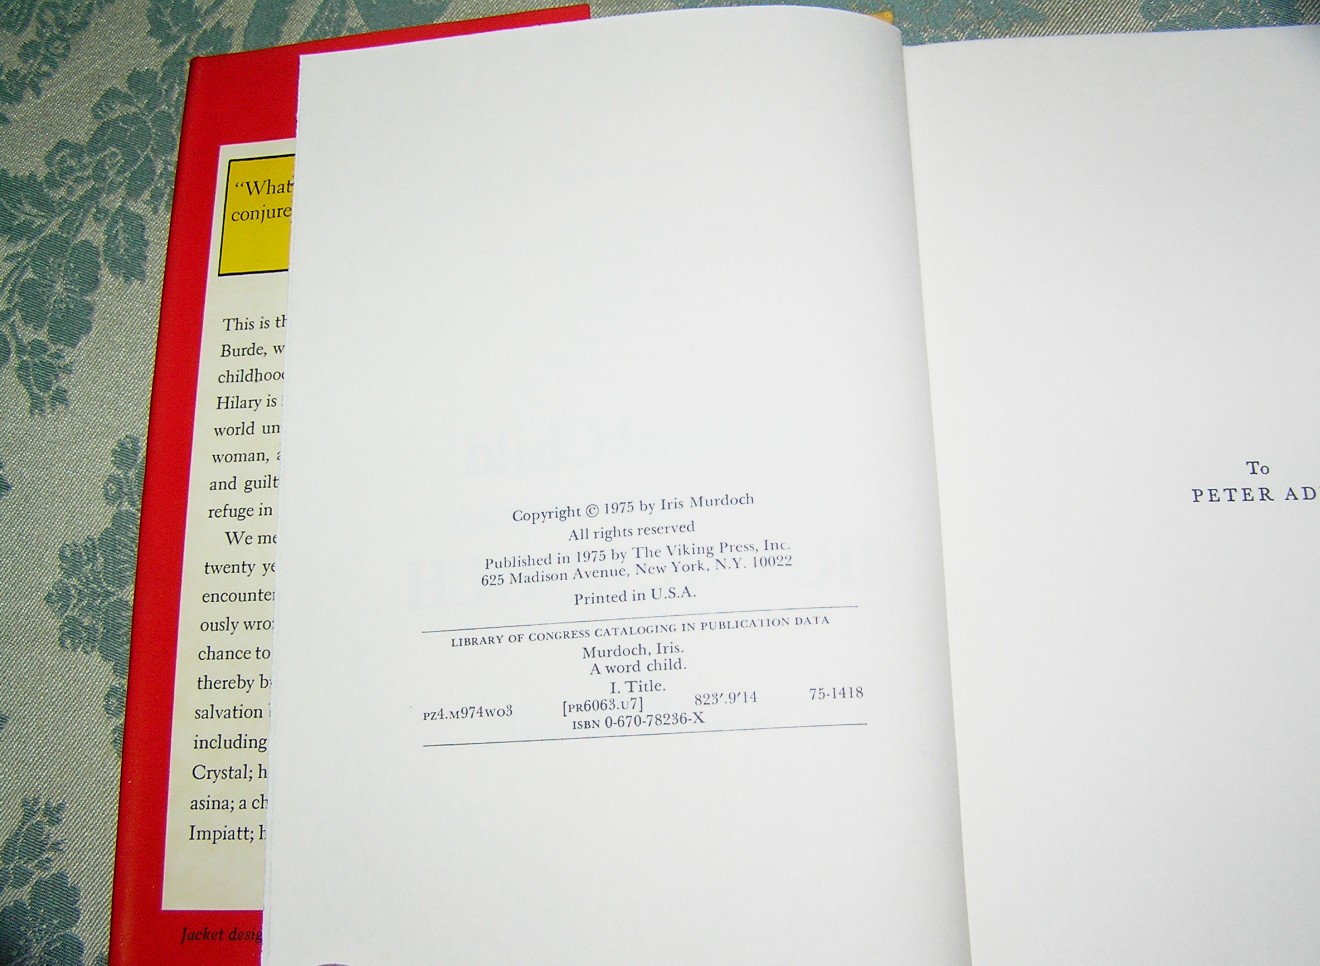 “What
conjure
This is th
Burde, w
childhood
Hilary is
world un
woman, a
and guilt
refuge in
We me
twenty ye
encounter
ously wro
chance to
thereby b
salvation
including
Crystal; h
asina; a ch
Impiatt; h
Jacket desig
Copyright © 1975 by Iris Murdoch
All rights reserved
Published in 1975 by The Viking Press, Inc.
625 Madison Avenue, New York, N.Y. 10022
Printed in U.S.A.
LIBRARY OF CONGRESS CATALOGING IN PUBLICATION DATA
Murdoch, Iris.
A word child.
I. Title.
PZ4.M974WO3 [PR6063.U7] 823′.9′14 75-1418
ISBN 0-670-78236-X
To
PETER AD